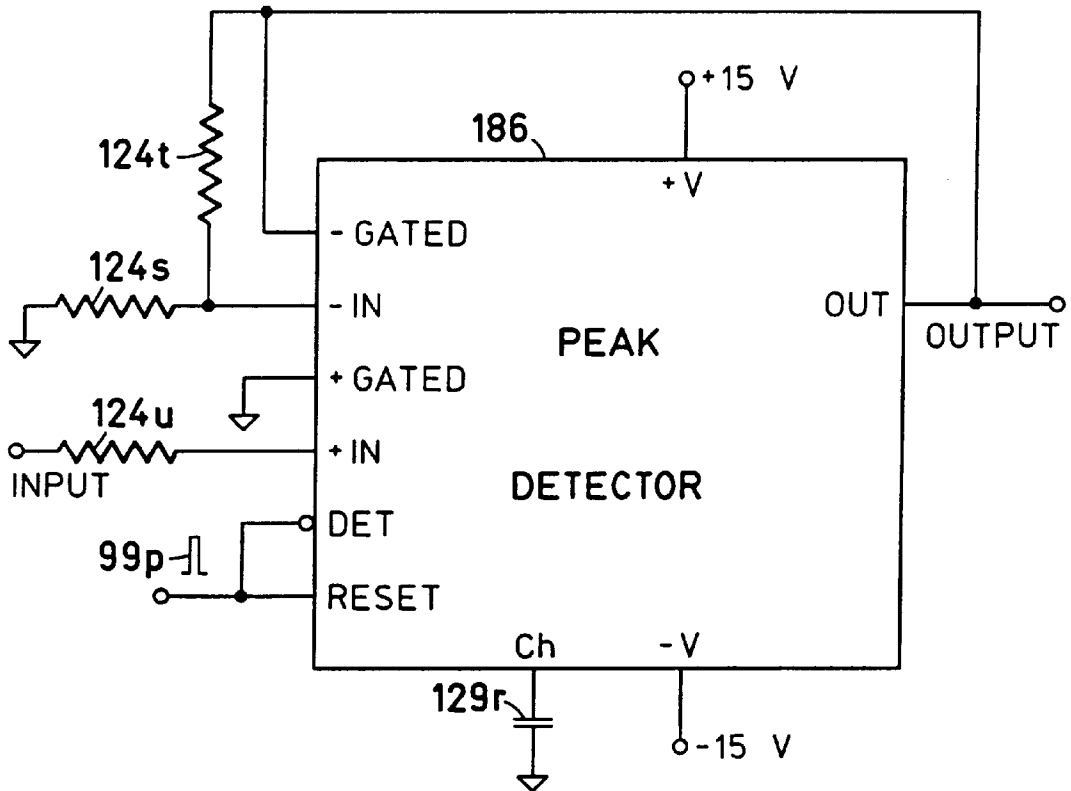 +15 V
186
124t
+V
- GATED
124s
- IN
OUT
OUTPUT
PEAK
+ GATED
124u
+ IN
INPUT
DETECTOR
DET
99p
RESET
Ch
-V
129r
-15 V